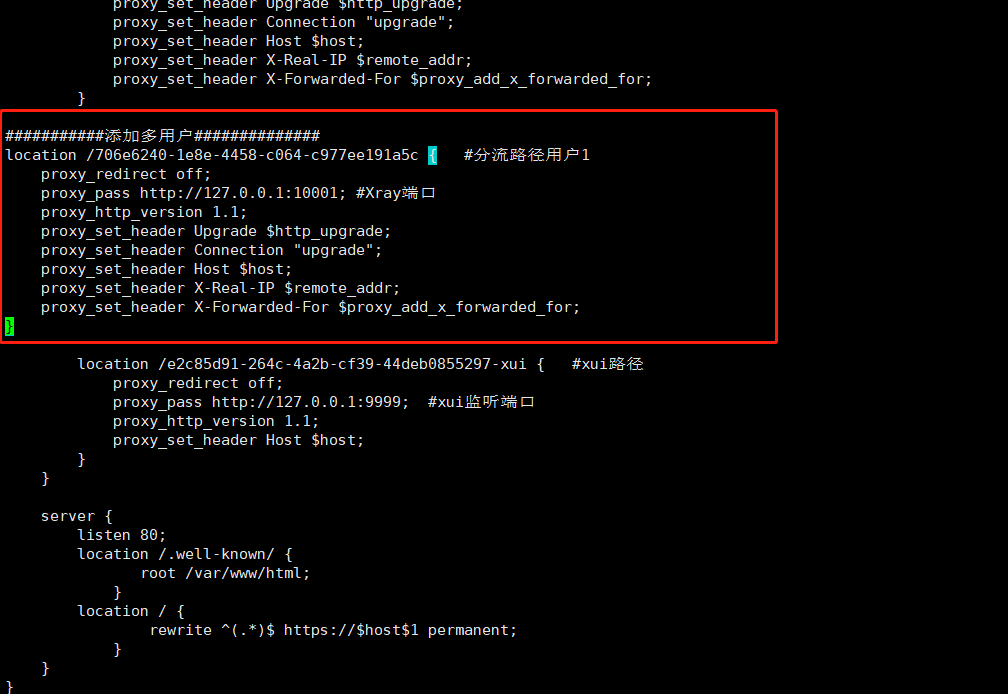 proxy_set_header Upgrade $http_upgrade;
proxy_set_header Connection "upgrade";
proxy_set_header Host $host;
proxy_set_header X-Real-IP $remote_addr;
proxy_set_header X-Forwarded-For $proxy_add_x_forwarded_for;
}
###########添加多用户##############
location /706e6240-1e8e-4458-c064-c977ee191a5c { #分流路径用户1
proxy_redirect off;
proxy_pass http://127.0.0.1:10001; #Xray端口
proxy_http_version 1.1;
proxy_set_header Upgrade $http_upgrade;
proxy_set_header Connection "upgrade";
proxy_set_header Host $host;
proxy_set_header X-Real-IP $remote_addr;
proxy_set_header X-Forwarded-For $proxy_add_x_forwarded_for;
}
location /e2c85d91-264c-4a2b-cf39-44deb0855297-xui { #xui路径
proxy_redirect off;
proxy_pass http://127.0.0.1:9999; #xui监听端口
proxy_http_version 1.1;
proxy_set_header Host $host;
}
}
server {
listen 80;
location /.well-known/ {
root /var/www/html;
}
location / {
rewrite ^(.*)$ https://$host$1 permanent;
}
}
}